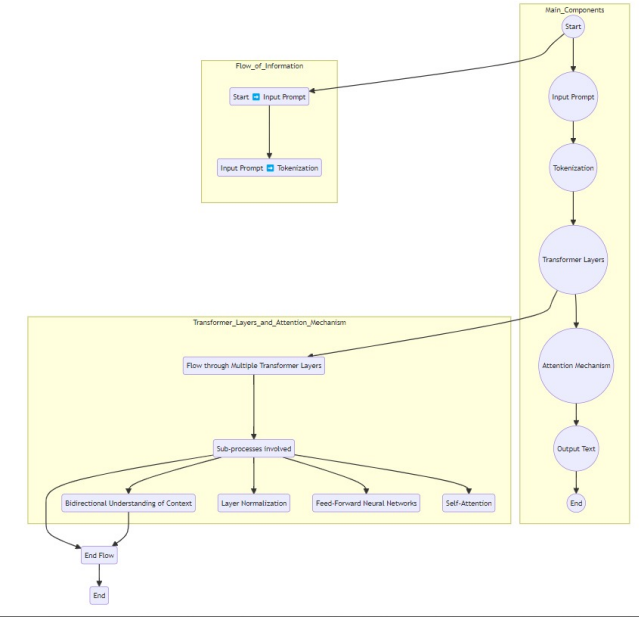 Main_Components
Start
Flow_of_Information
Start ➡ Input Prompt
Input Prompt
Input Prompt ➡ Tokenization
Tokenization
Transformer Layers
Transformer_Layers_and_Attention_Mechanism
Flow through Multiple Transformer Layers
Attention Mechanism
Sub-processes Involved
Output Text
Bidirectional Understanding of Context
Layer Normalization
Feed-Forward Neural Networks
Self-Attention
End
End Flow
End